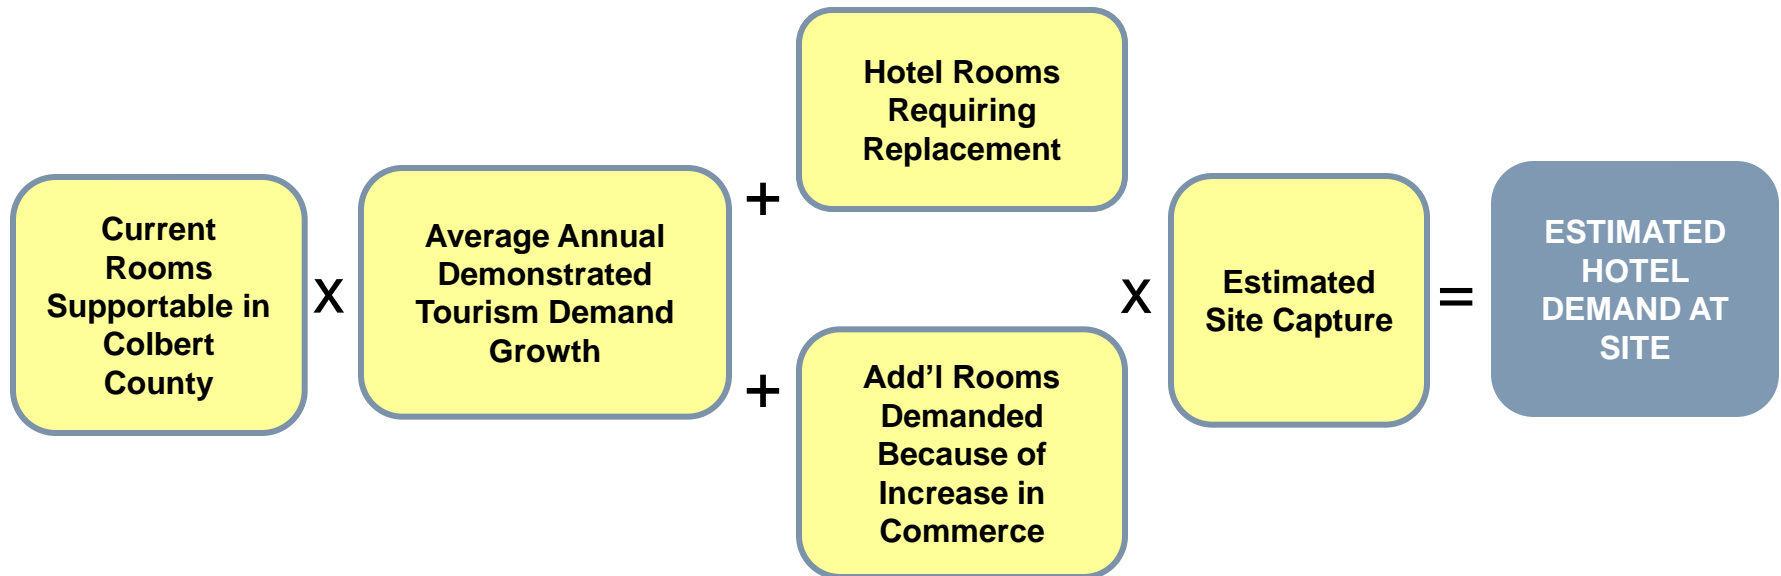 Current
Rooms
Supportable in
Colbert
County
X
Average Annual
Demonstrated
Tourism Demand
Growth
+
Hotel Rooms
Requiring
Replacement
+
Add’l Rooms
Demanded
Because of
Increase in
Commerce
X
Estimated
Site Capture
=
ESTIMATED
HOTEL
DEMAND AT
SITE